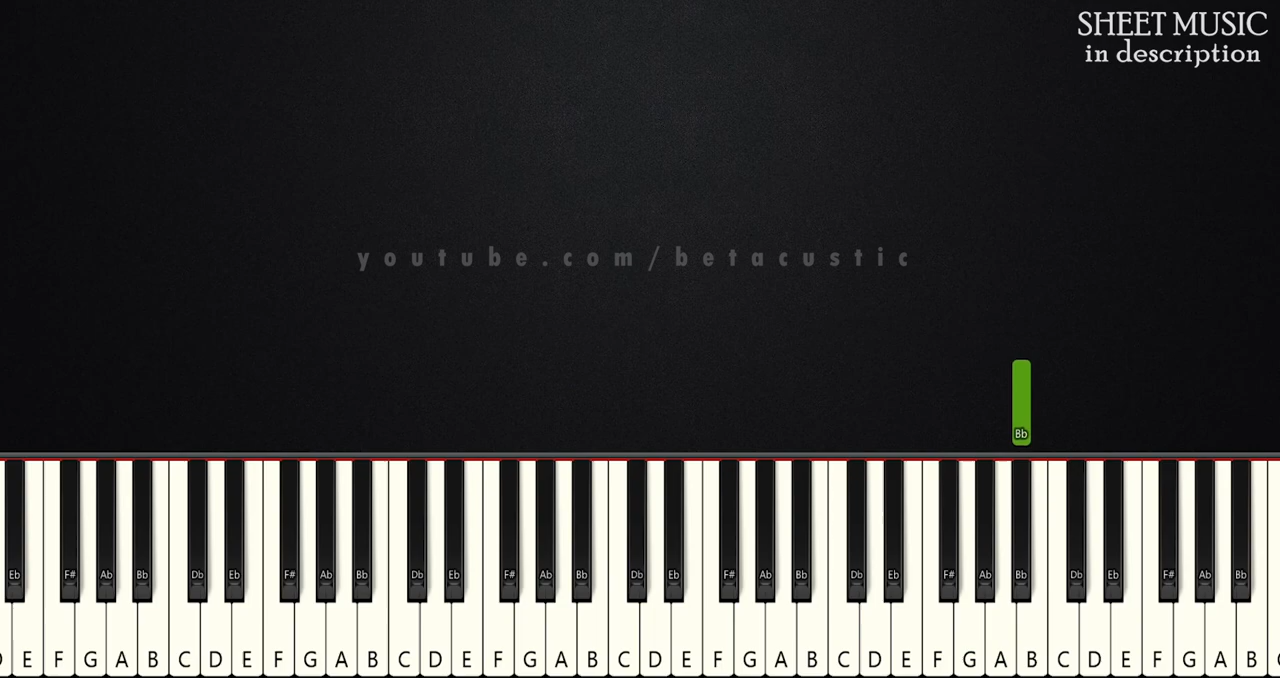 SHEET MUSIC
in description
youtube.com/betacustic
Bb
Eb F# Ab Bb Db Eb F# Ab Bb Db Eb F# Ab Bb Db Eb F# Ab Bb Db Eb F# Ab Bb Db Eb F# Ab Bb
E F G A B C D E F G A B C D E F G A B C D E F G A B C D E F G A B C D E F G A B